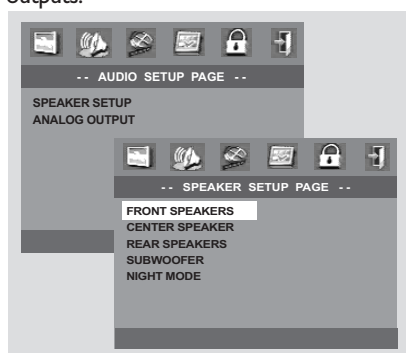 Outputs.
-- AUDIO SETUP PAGE --
SPEAKER SETUP
ANALOG OUTPUT
-- SPEAKER SETUP PAGE --
FRONT SPEAKERS
CENTER SPEAKER
REAR SPEAKERS
SUBWOOFER
NIGHT MODE